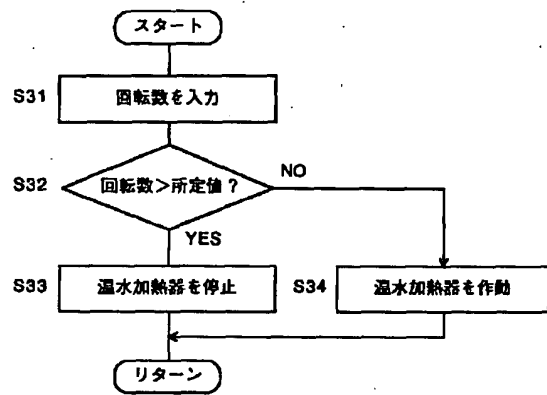 スタート
S31
回転数を入力
S32
回転数＞所定値？
NO
YES
S33
温水加熱器を停止
S34
温水加熱器を作動
リターン